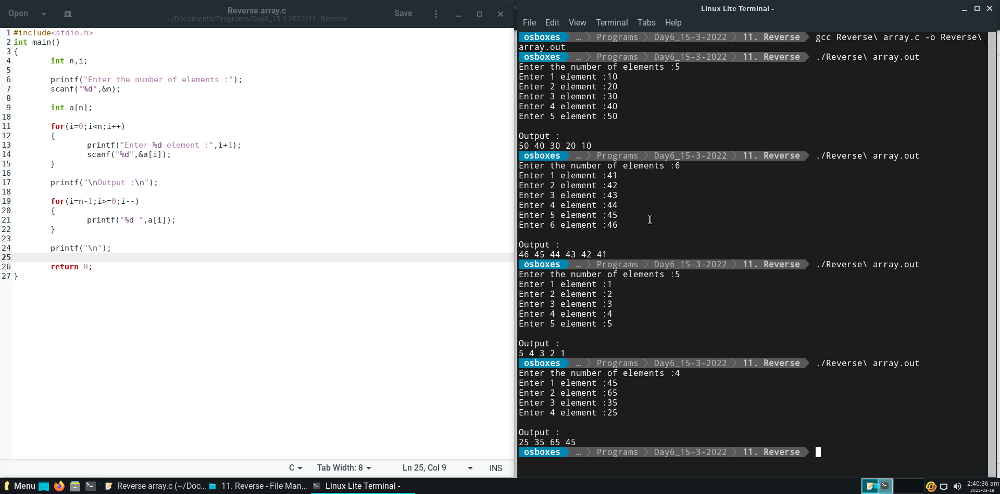 Open
Reverse array.c
~/Documents/Programs/Day6_15-3-2022/11. Reverse
Save
1 #include<stdio.h>
2 int main()
3 {
4 int n,i;
5
6 printf("Enter the number of elements :");
7 scanf("%d",&n);
8
9 int a[n];
10
11 for(i=0;i<n;i++)
12 {
13 printf("Enter %d element :",i+1);
14 scanf("%d",&a[i]);
15 }
16
17 printf("\nOutput :\n");
18
19 for(i=n-1;i>=0;i--)
20 {
21 printf("%d ",a[i]);
22 }
23
24 printf("\n");
25
26 return 0;
27 }
C Tab Width: 8 Ln 25, Col 9 INS
Linux Lite Terminal -
File Edit View Terminal Tabs Help
osboxes … Programs Day6_15-3-2022 11. Reverse gcc Reverse\ array.c -o Reverse\
array.out
osboxes … Programs Day6_15-3-2022 11. Reverse ./Reverse\ array.out
Enter the number of elements :5
Enter 1 element :10
Enter 2 element :20
Enter 3 element :30
Enter 4 element :40
Enter 5 element :50
Output :
50 40 30 20 10
osboxes … Programs Day6_15-3-2022 11. Reverse ./Reverse\ array.out
Enter the number of elements :6
Enter 1 element :41
Enter 2 element :42
Enter 3 element :43
Enter 4 element :44
Enter 5 element :45
Enter 6 element :46
Output :
46 45 44 43 42 41
osboxes … Programs Day6_15-3-2022 11. Reverse ./Reverse\ array.out
Enter the number of elements :5
Enter 1 element :1
Enter 2 element :2
Enter 3 element :3
Enter 4 element :4
Enter 5 element :5
Output :
5 4 3 2 1
osboxes … Programs Day6_15-3-2022 11. Reverse ./Reverse\ array.out
Enter the number of elements :4
Enter 1 element :45
Enter 2 element :65
Enter 3 element :35
Enter 4 element :25
Output :
25 35 65 45
osboxes … Programs Day6_15-3-2022 11. Reverse
Menu
Reverse array.c (~/Doc...
11. Reverse - File Man...
Linux Lite Terminal -
2:40:36 am
2022-03-18